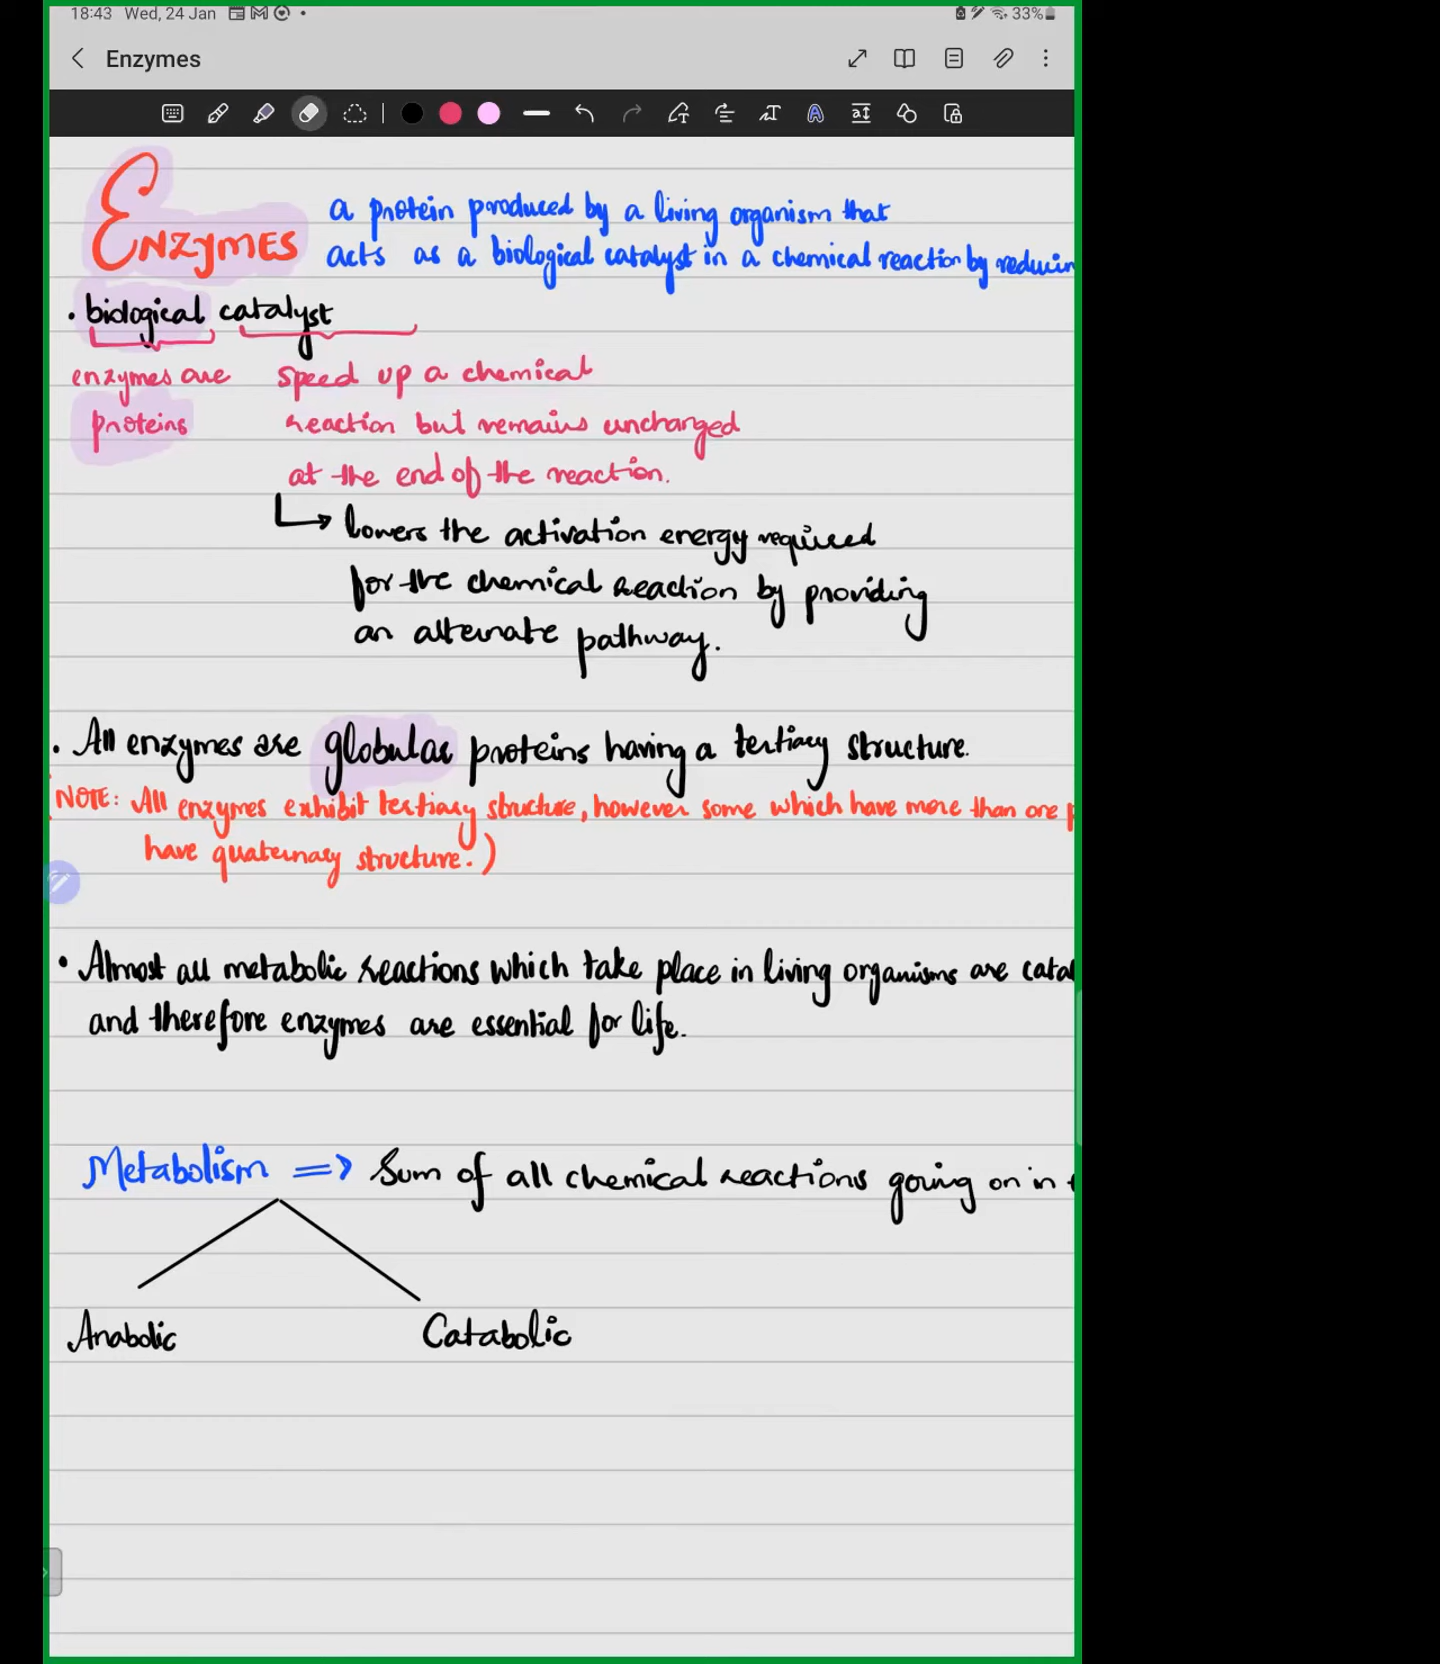 18:43 Wed, 24 Jan
33%
Enzymes
ENZYMES
a protein produced by a living organism that
acts as a biological catalyst in a chemical reaction by reducin
• biological catalyst
enzymes are
proteins
speed up a chemical
reaction but remains unchanged
at the end of the reaction.
↳ lowers the activation energy required
for the chemical reaction by providing
an alternate pathway.
• All enzymes are globular proteins having a tertiary structure.
NOTE: All enzymes exhibit tertiary structure, however some which have more than one
have quaternary structure.)
• Almost all metabolic reactions which take place in living organisms are cata
and therefore enzymes are essential for life.
Metabolism => Sum of all chemical reactions going on in
Anabolic
Catabolic